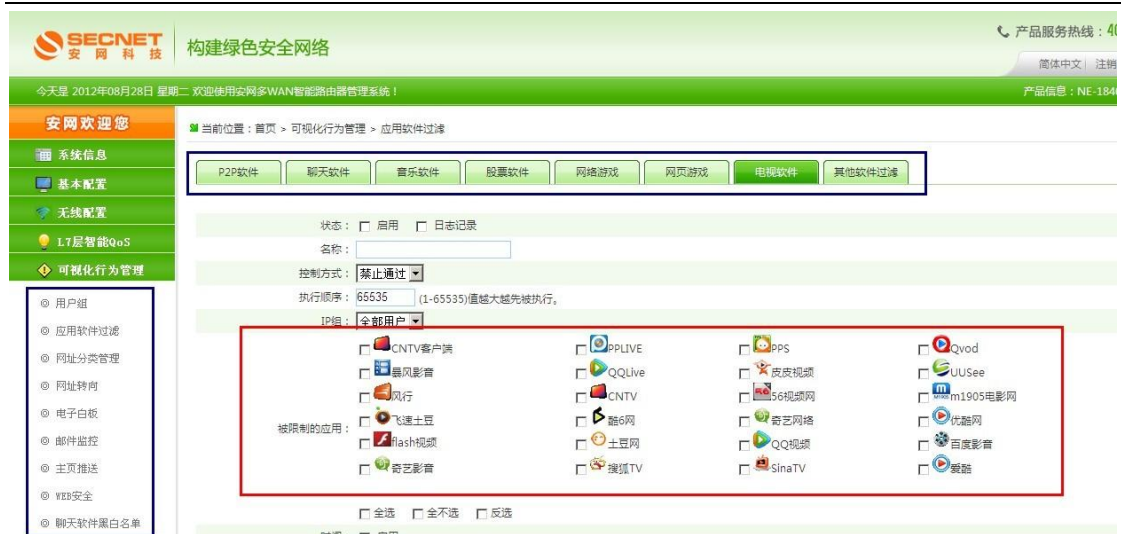 SECNET
安网科技
构建绿色安全网络
产品服务热线：40
简体中文 | 注销
今天是 2012年08月28日 星期二 欢迎使用安网多WAN智能路由器管理系统！
产品信息：NE-184
安网欢迎您
系统信息
基本配置
无线配置
L7层智能QoS
可视化行为管理
用户组
应用软件过滤
网址分类管理
网址转向
电子白板
邮件监控
主页推送
WEB安全
聊天软件黑白名单
当前位置：首页 > 可视化行为管理 > 应用软件过滤
P2P软件 聊天软件 音乐软件 股票软件 网络游戏 网页游戏 电视软件 其他软件过滤
状态： 启用 日志记录
名称：
控制方式： 禁止通过
执行顺序： 65535 (1-65535)值越大越先被执行。
IP组： 全部用户
被限制的应用：
CNTV客户端 PPLIVE PPS Qvod
暴风影音 QQLive 皮皮视频 UUSee
风行 CNTV 56视频网 m1905电影网
飞速土豆 酷6网 奇艺网络 优酷网
flash视频 土豆网 QQ视频 百度影音
奇艺影音 搜狐TV SinaTV 爱酷
全选 全不选 反选